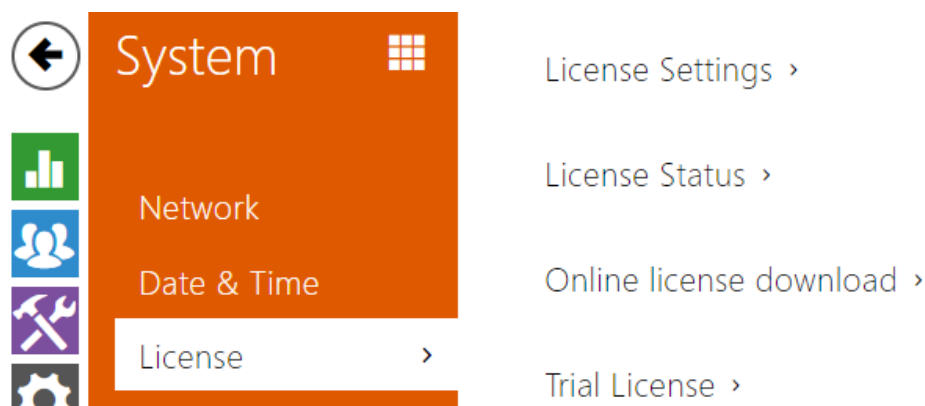 System
Network
Date & Time
License
License Settings
License Status
Online license download
Trial License